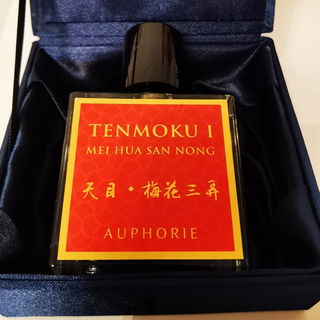 TENMOKU I
MEI HUA SAN NONG
天目・梅花三弄
AUPHORIE